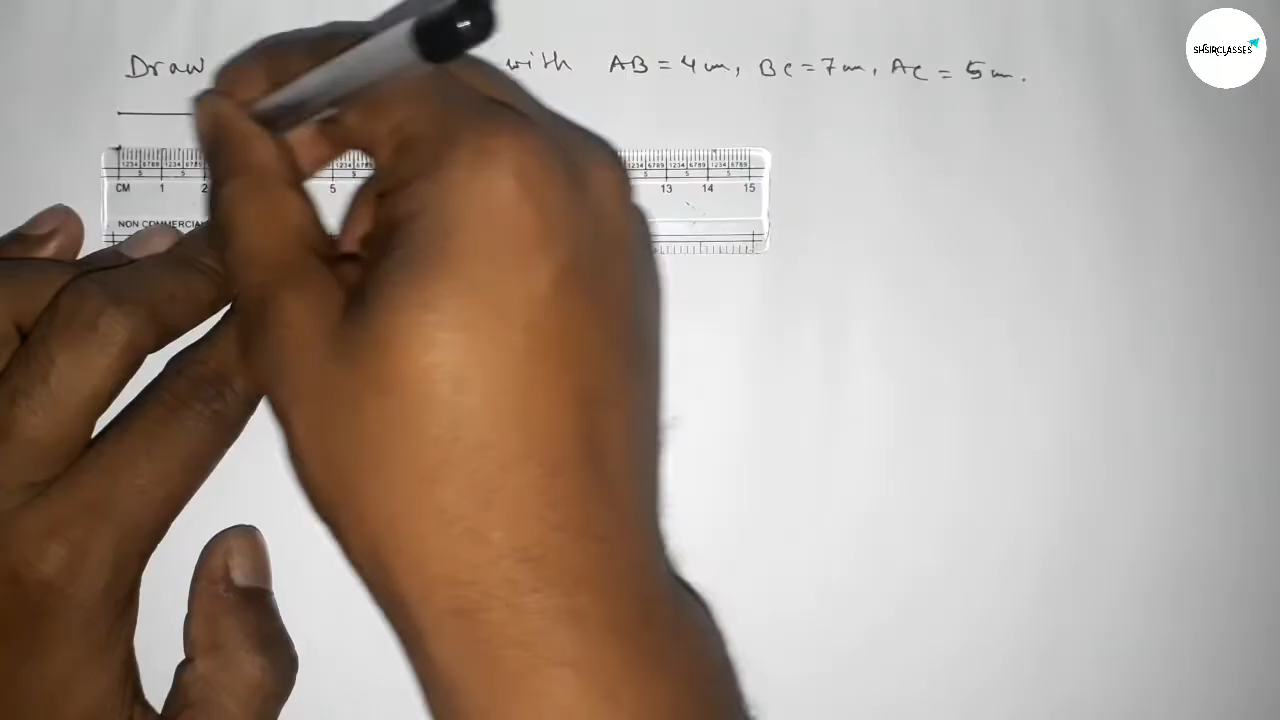 Draw with AB = 4 cm, BC = 7 cm, AC = 5 cm.
SHSIRCLASSES
CM 1 2 5 13 14 15
NON COMMERCIAL